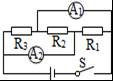 A₁
R₃ R₂ R₁
A₂
S